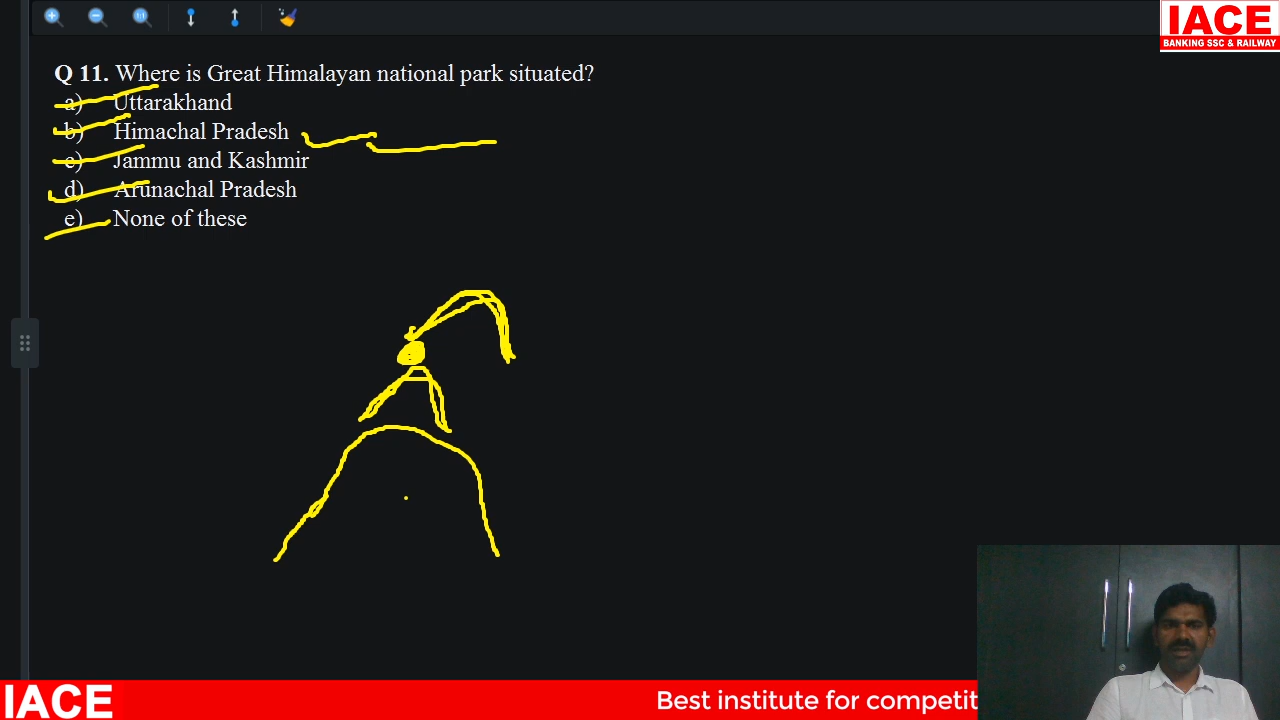 IACE
BANKING SSC & RAILWAY
Q 11. Where is Great Himalayan national park situated?
a) Uttarakhand
b) Himachal Pradesh
c) Jammu and Kashmir
d) Arunachal Pradesh
e) None of these
IACE
Best institute for competit